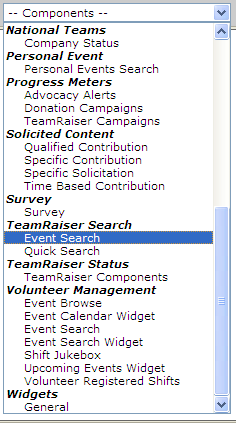 -- Components --
National Teams
Company Status
Personal Event
Personal Events Search
Progress Meters
Advocacy Alerts
Donation Campaigns
TeamRaiser Campaigns
Solicited Content
Qualified Contribution
Specific Contribution
Specific Solicitation
Time Based Contribution
Survey
Survey
TeamRaiser Search
Event Search
Quick Search
TeamRaiser Status
TeamRaiser Components
Volunteer Management
Event Browse
Event Calendar Widget
Event Search
Event Search Widget
Shift Jukebox
Upcoming Events Widget
Volunteer Registered Shifts
Widgets
General